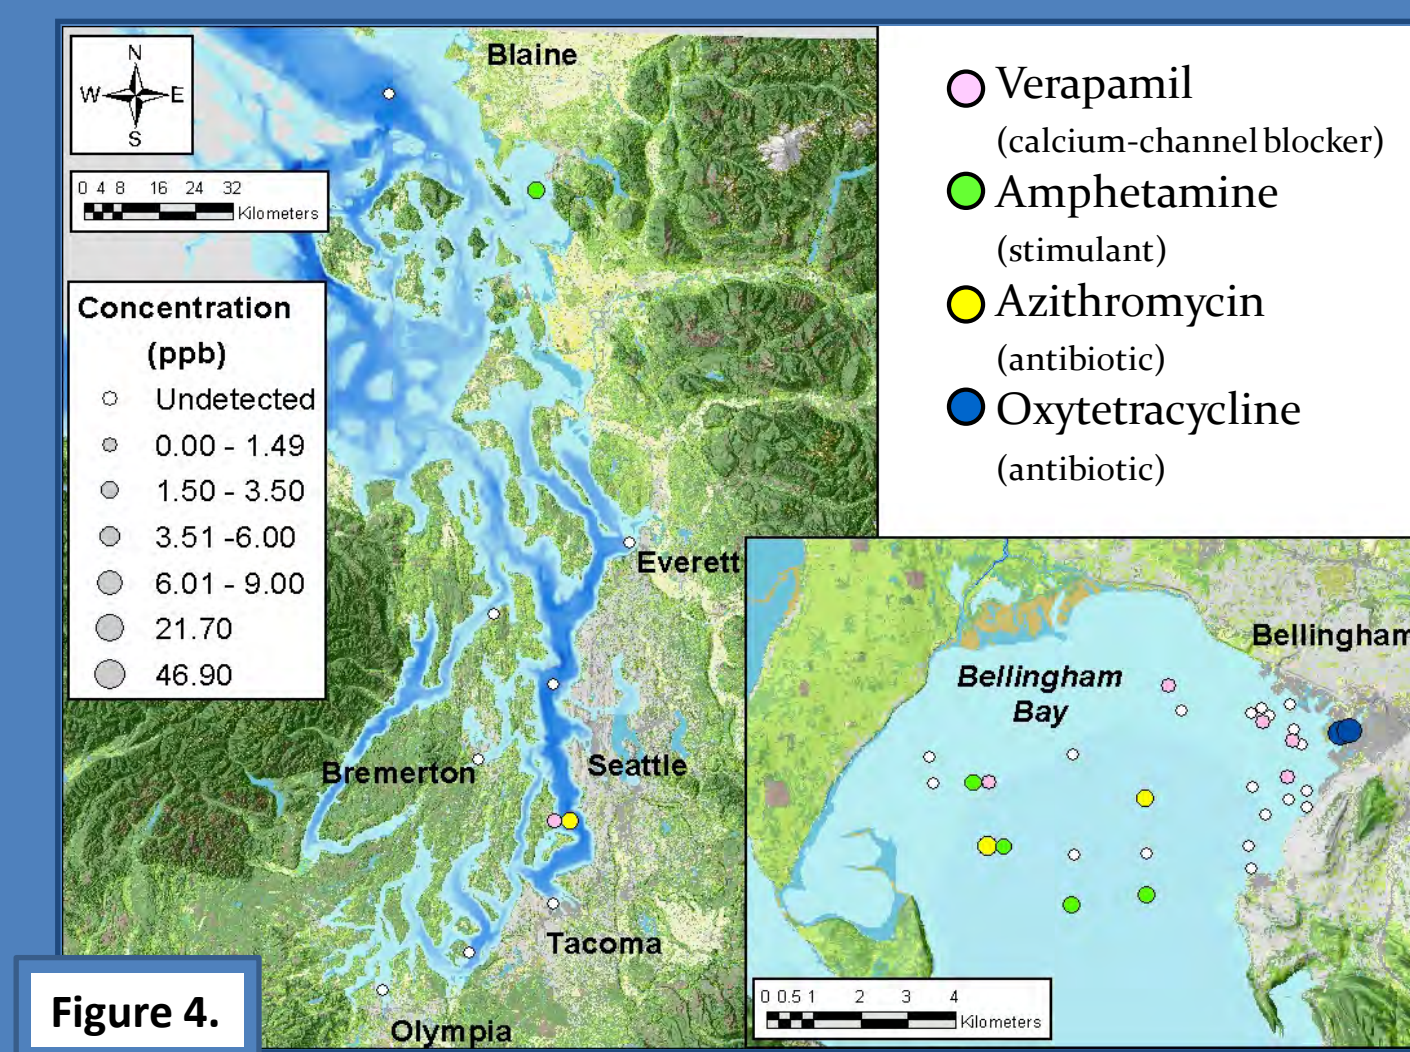 N
W E
S
0 4 8 16 24 32
Kilometers
Concentration
(ppb)
Undetected
0.00 - 1.49
1.50 - 3.50
3.51 -6.00
6.01 - 9.00
21.70
46.90
Blaine
Everett
Bremerton
Seattle
Tacoma
Olympia
Verapamil
(calcium-channel blocker)
Amphetamine
(stimulant)
Azithromycin
(antibiotic)
Oxytetracycline
(antibiotic)
Bellingham
Bellingham
Bay
0 0.5 1 2 3 4
Kilometers
Figure 4.